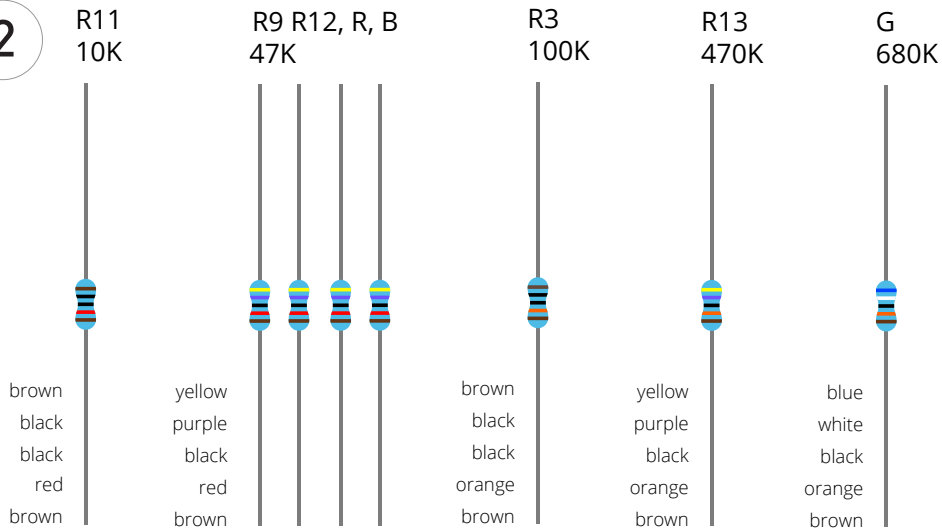 2
R11
10K
R9 R12, R, B
47K
R3
100K
R13
470K
G
680K
brown
black
black
red
brown
yellow
purple
black
red
brown
brown
black
black
orange
brown
yellow
purple
black
orange
brown
blue
white
black
orange
brown